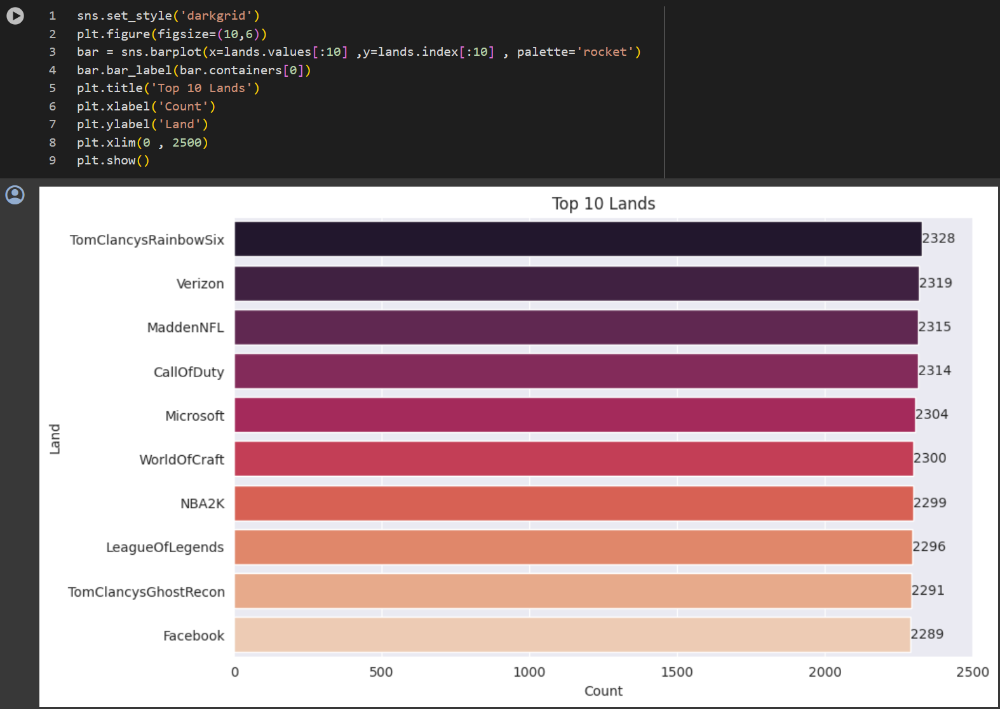 1 sns.set_style('darkgrid')
2 plt.figure(figsize=(10,6))
3 bar = sns.barplot(x=lands.values[:10] ,y=lands.index[:10] , palette='rocket')
4 bar.bar_label(bar.containers[0])
5 plt.title('Top 10 Lands')
6 plt.xlabel('Count')
7 plt.ylabel('Land')
8 plt.xlim(0 , 2500)
9 plt.show()
Top 10 Lands
TomClancysRainbowSix 2328
Verizon 2319
MaddenNFL 2315
CallOfDuty 2314
Microsoft 2304
Land
WorldOfCraft 2300
NBA2K 2299
LeagueOfLegends 2296
TomClancysGhostRecon 2291
Facebook 2289
0 500 1000 1500 2000 2500
Count